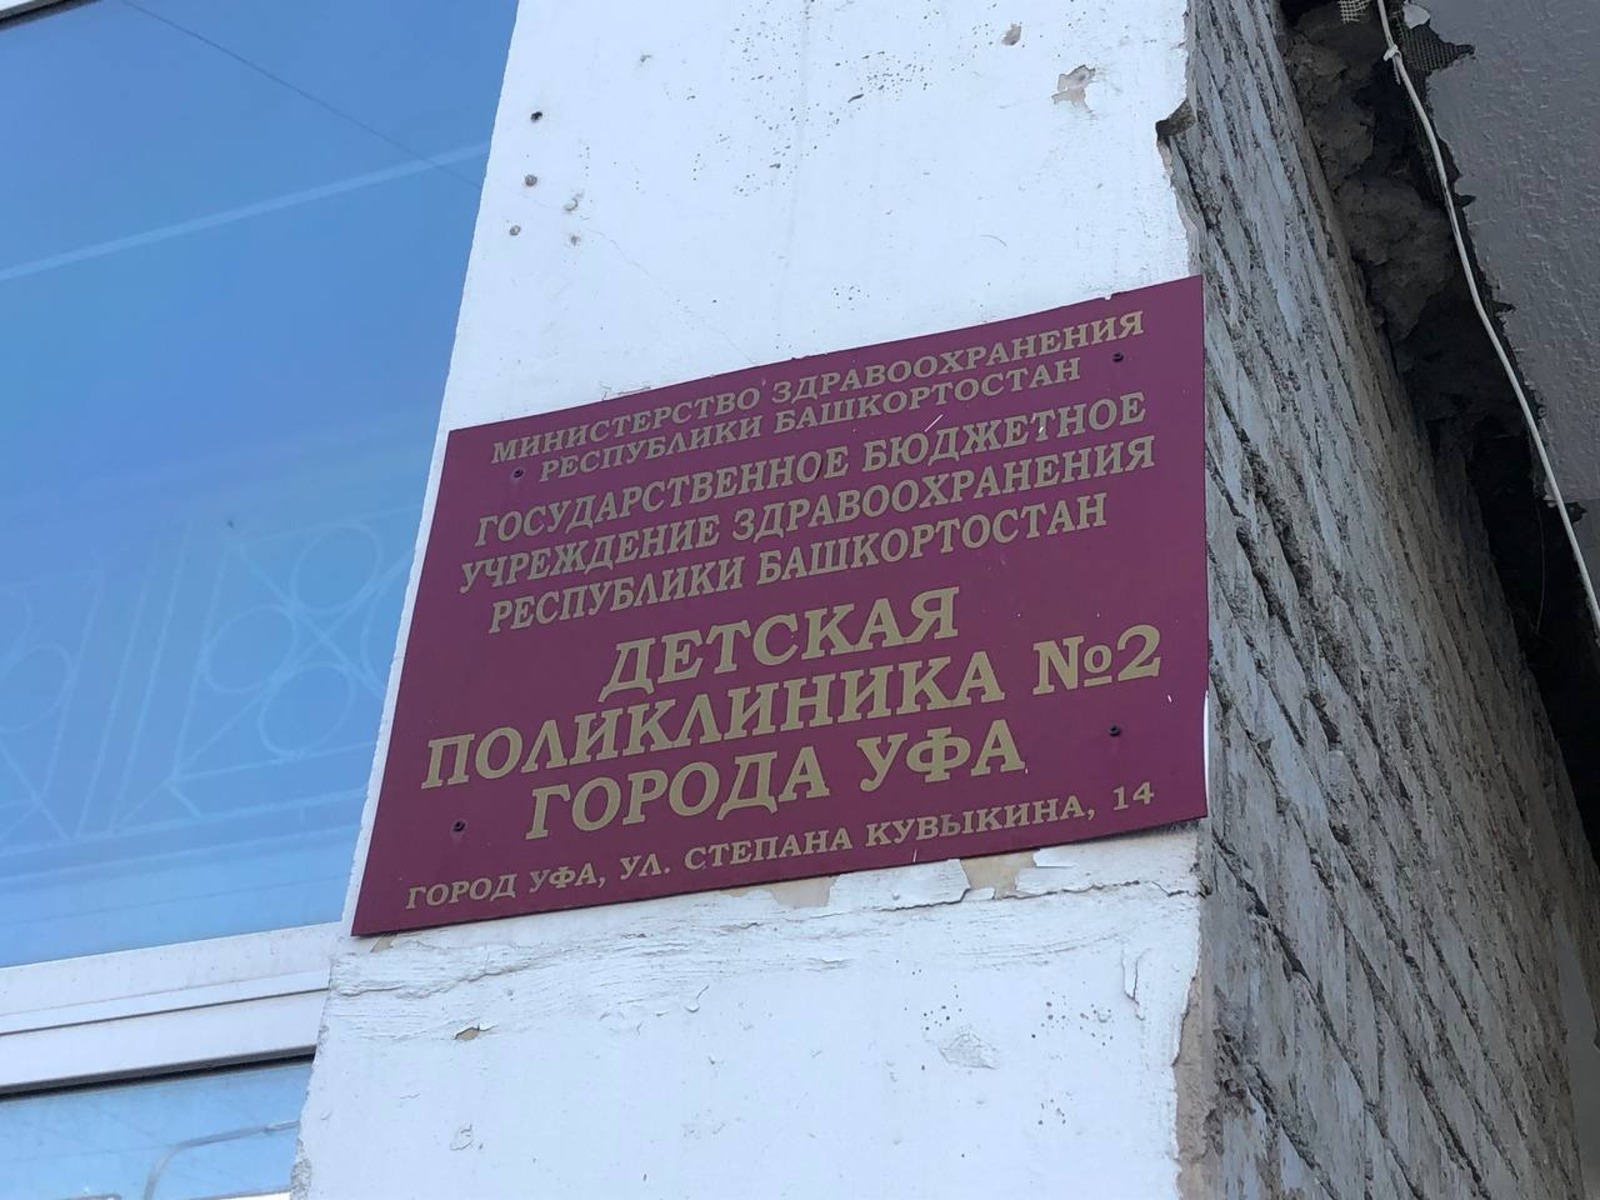 МИНИСТЕРСТВО ЗДРАВООХРАНЕНИЯ
РЕСПУБЛИКИ БАШКОРТОСТАН
ГОСУДАРСТВЕННОЕ БЮДЖЕТНОЕ
УЧРЕЖДЕНИЕ ЗДРАВООХРАНЕНИЯ
РЕСПУБЛИКИ БАШКОРТОСТАН
ДЕТСКАЯ
ПОЛИКЛИНИКА №2
ГОРОДА УФА
ГОРОД УФА, УЛ. СТЕПАНА КУВЫКИНА, 14